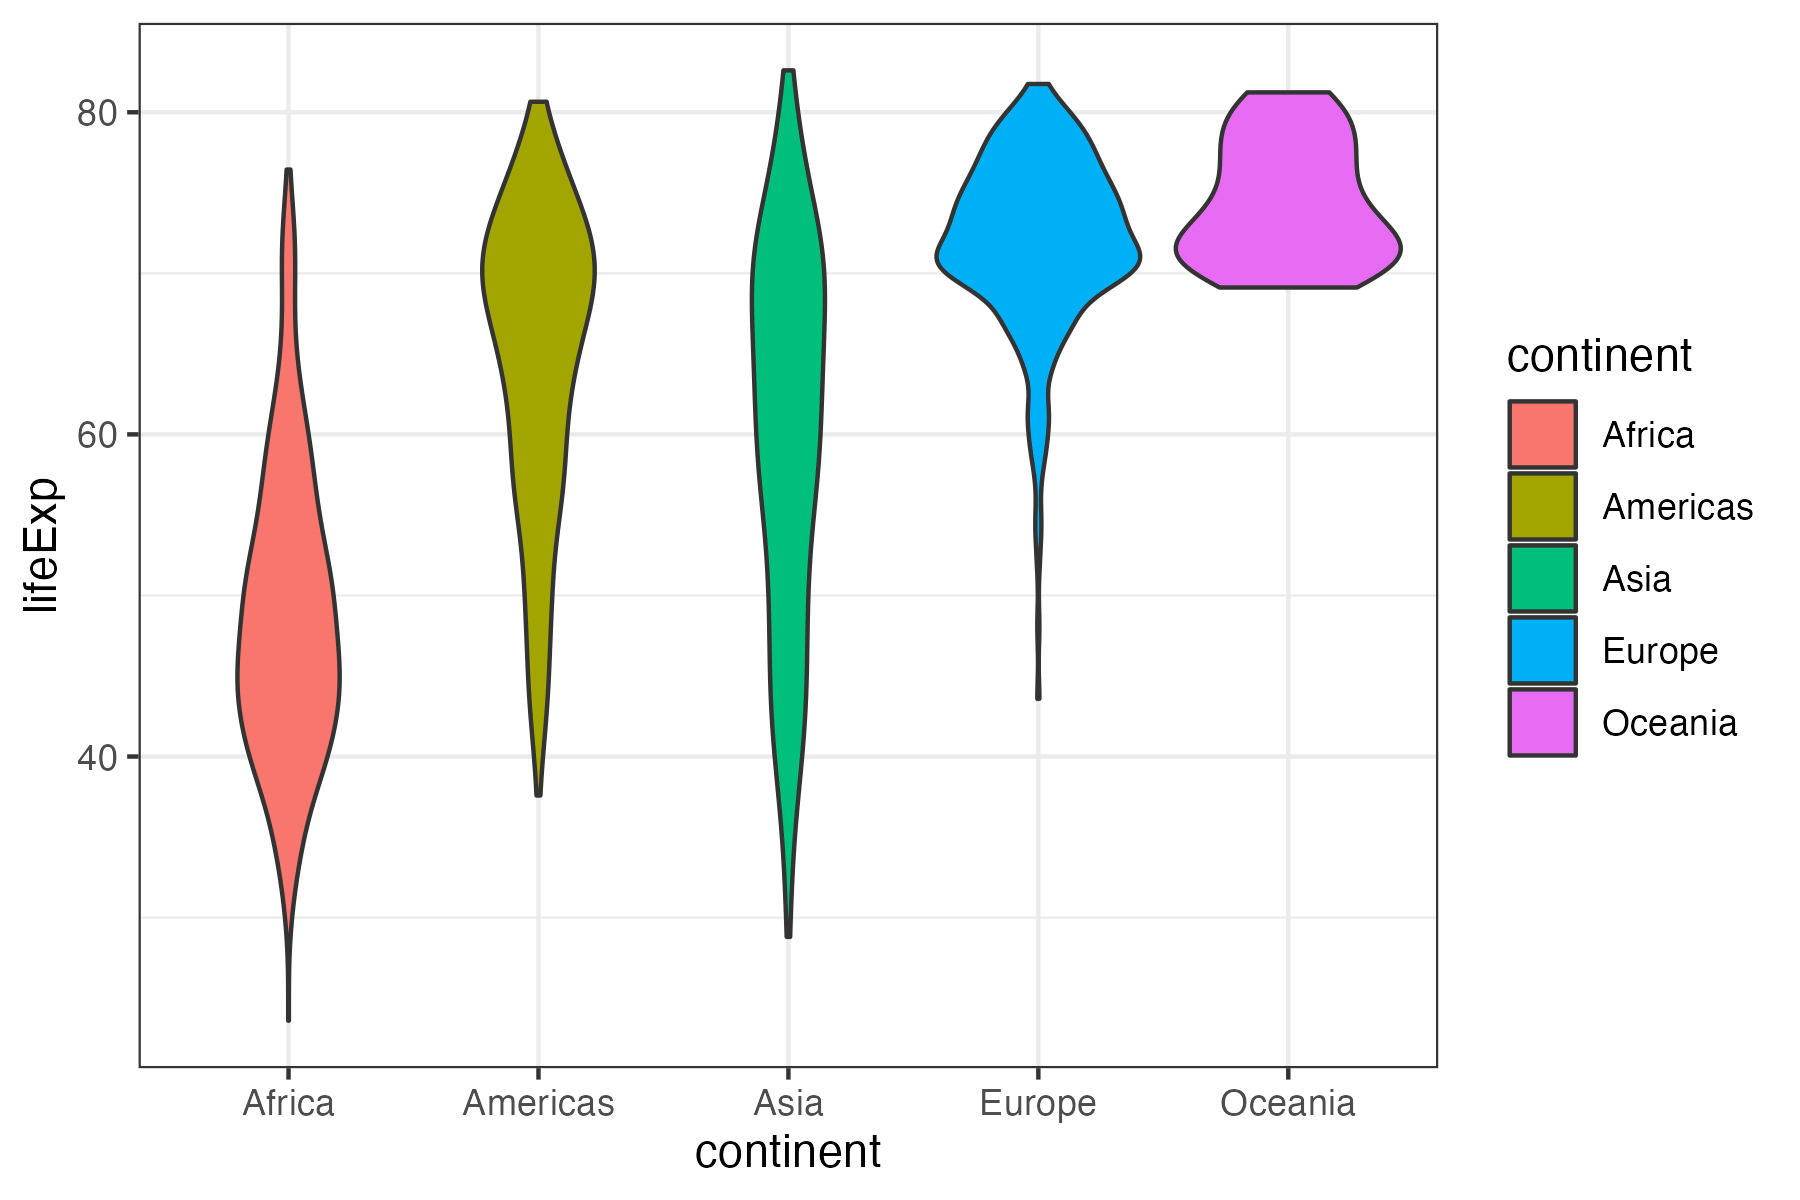 80
60
40
lifeExp
Africa
Americas
Asia
Europe
Oceania
continent
continent
Africa
Americas
Asia
Europe
Oceania